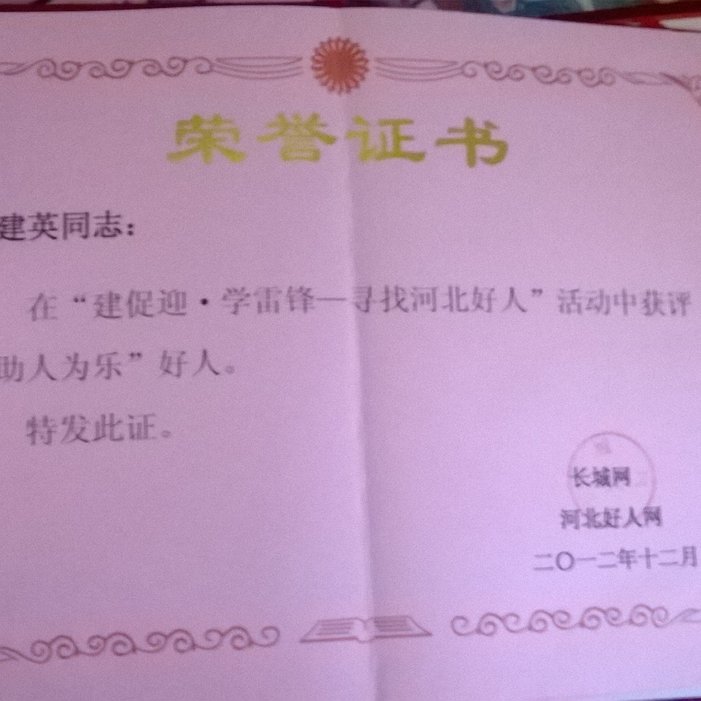 荣誉证书
建英同志：
在“建促迎·学雷锋—寻找河北好人”活动中获评
助人为乐”好人。
特发此证。
长城网
河北好人网
二〇一二年十二月